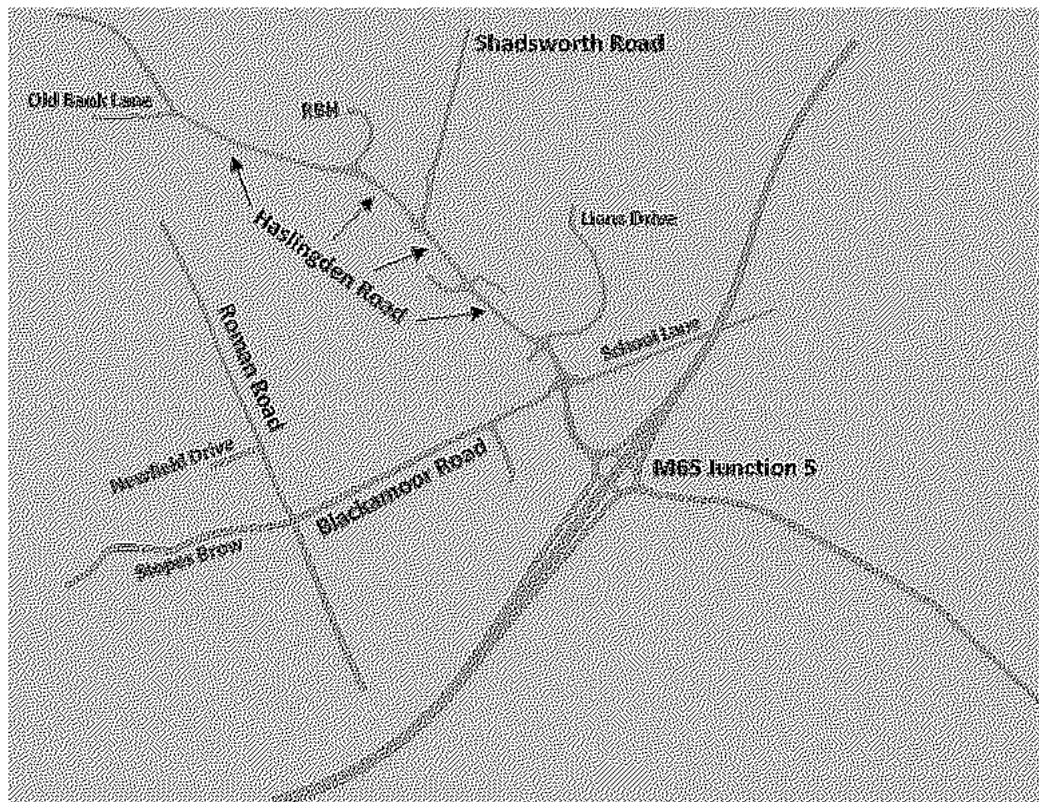 Shadsworth Road
Old Bank Lane
RBH
Lions Drive
Haslingden Road
School Lane
Roman Road
Newfield Drive
Blackamoor Road
M65 Junction 5
Stopes Brow